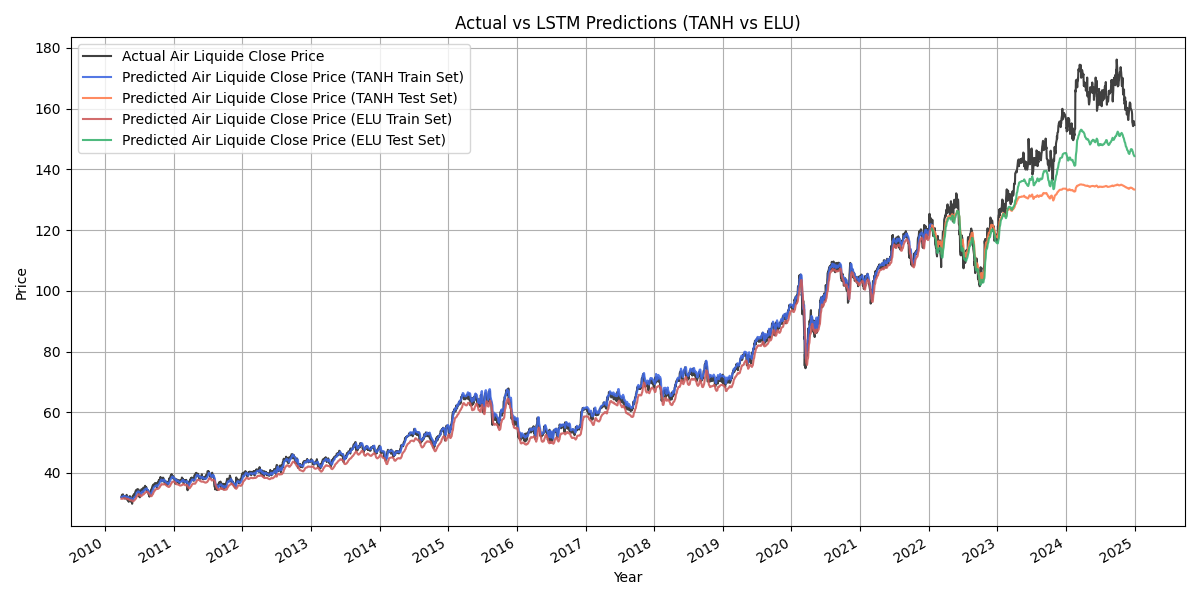 Actual vs LSTM Predictions (TANH vs ELU)
Actual Air Liquide Close Price
Predicted Air Liquide Close Price (TANH Train Set)
Predicted Air Liquide Close Price (TANH Test Set)
Predicted Air Liquide Close Price (ELU Train Set)
Predicted Air Liquide Close Price (ELU Test Set)
Price
180
160
140
120
100
80
60
40
2010 2011 2012 2013 2014 2015 2016 2017 2018 2019 2020 2021 2022 2023 2024 2025
Year